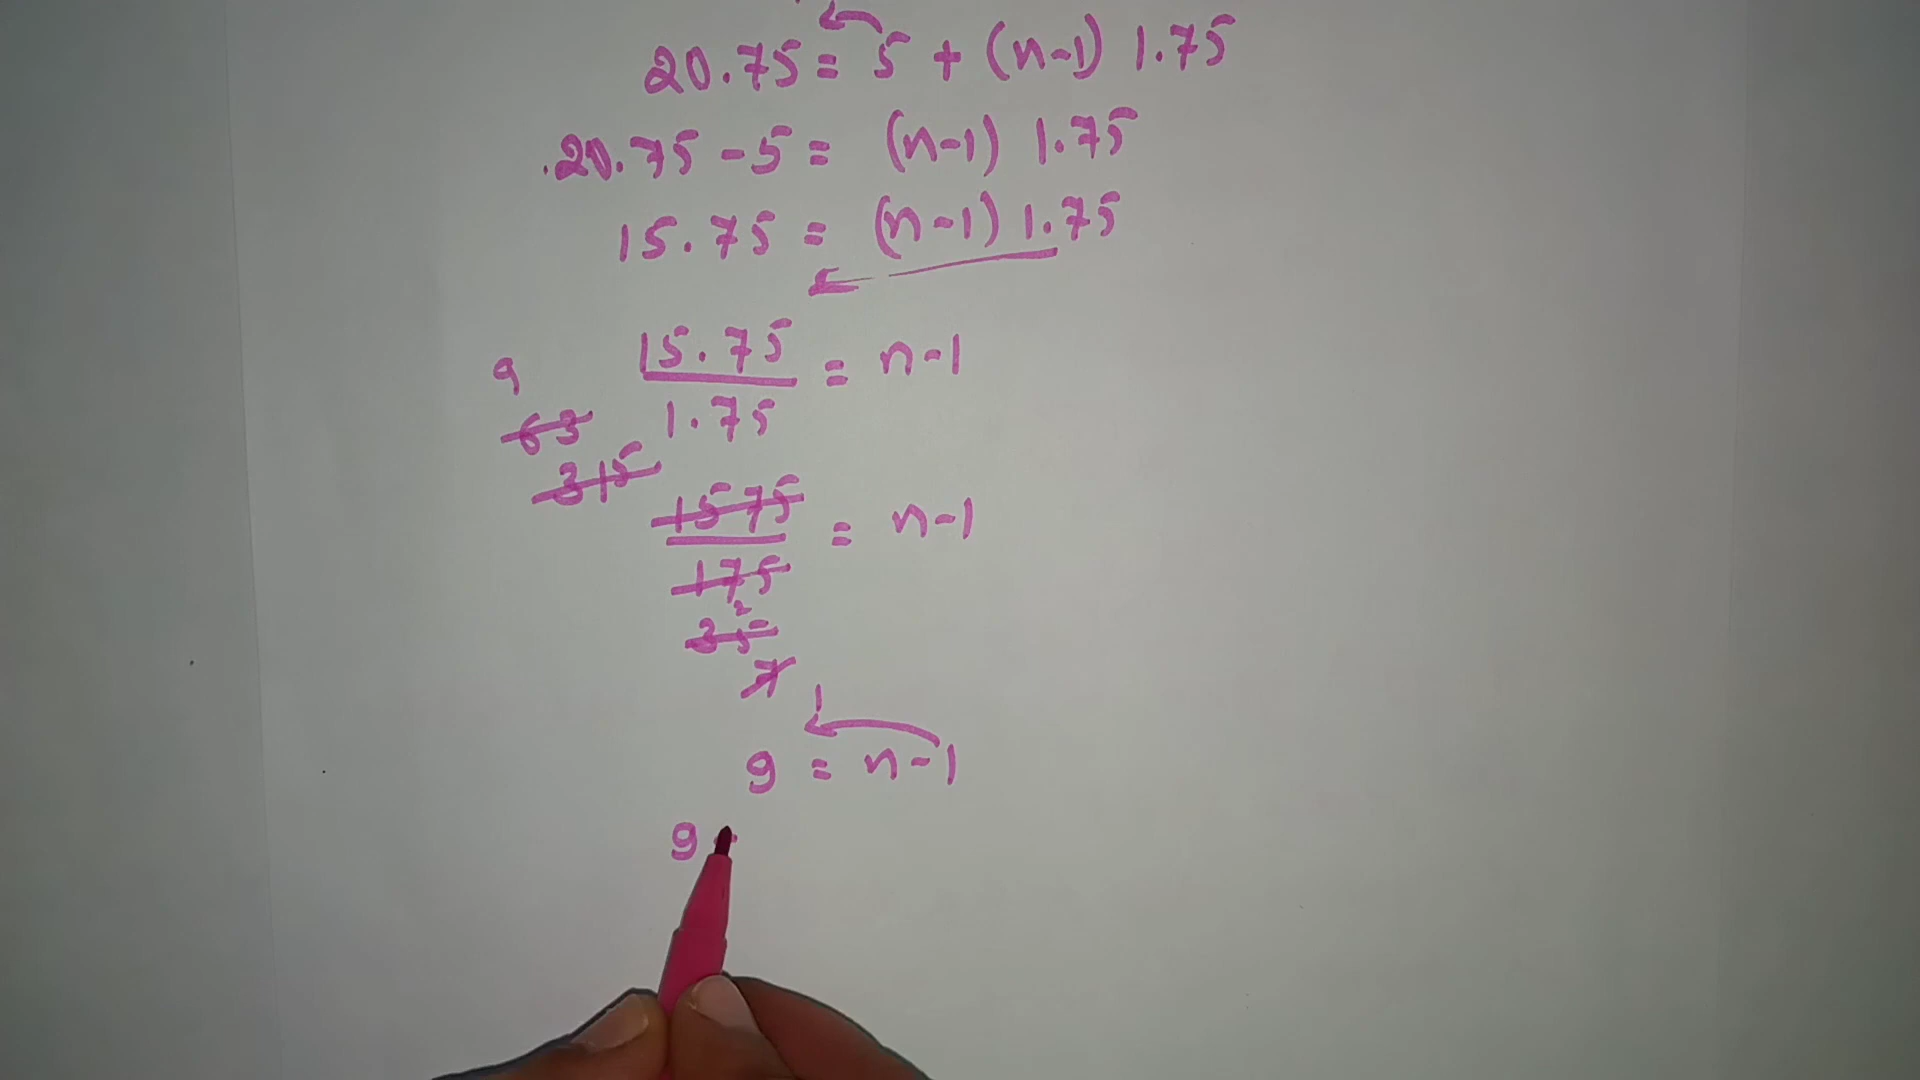 20.75 = 5 + (n-1) 1.75
20.75 - 5 = (n-1) 1.75
15.75 = (n-1) 1.75
15.75 = n-1
1.75
9
63
315
1575 = n-1
175
35
7
1
9 = n-1
9